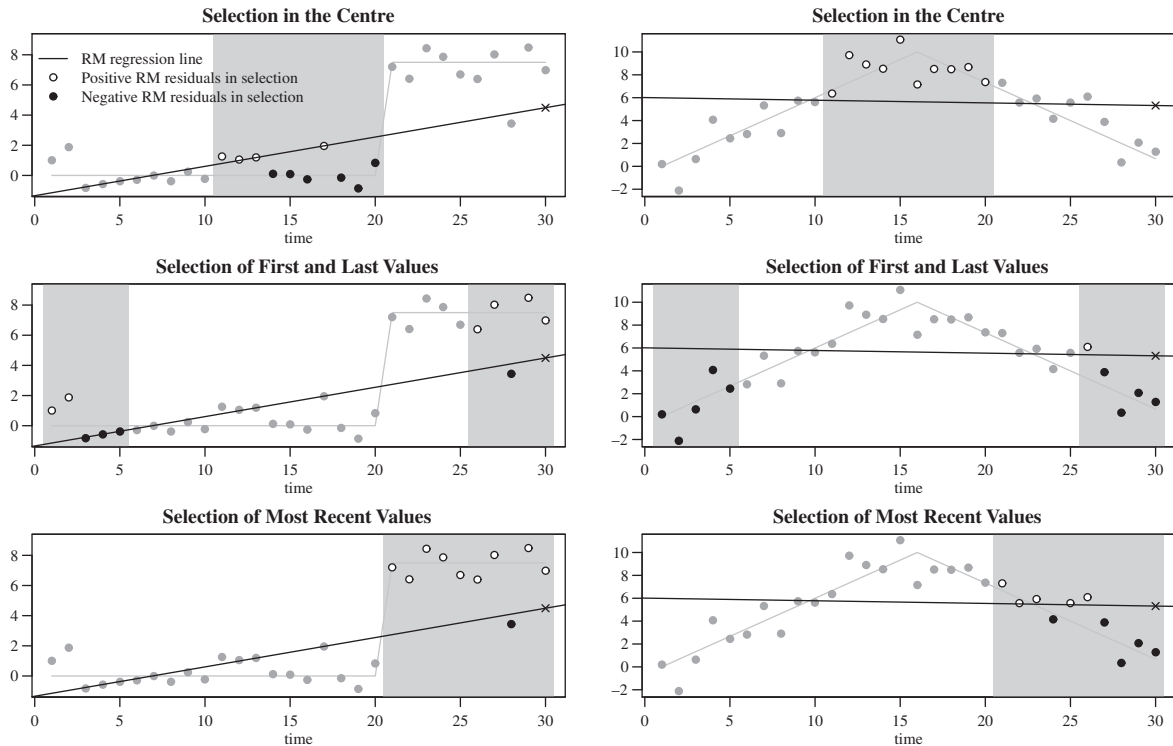 Selection in the Centre
8
6
4
2
0
RM regression line
Positive RM residuals in selection
Negative RM residuals in selection
0 5 10 15 20 25 30
time
Selection in the Centre
10
8
6
4
2
0
−2
0 5 10 15 20 25 30
time
Selection of First and Last Values
8
6
4
2
0
0 5 10 15 20 25 30
time
Selection of First and Last Values
10
8
6
4
2
0
−2
0 5 10 15 20 25 30
time
Selection of Most Recent Values
8
6
4
2
0
0 5 10 15 20 25 30
time
Selection of Most Recent Values
10
8
6
4
2
0
−2
0 5 10 15 20 25 30
time